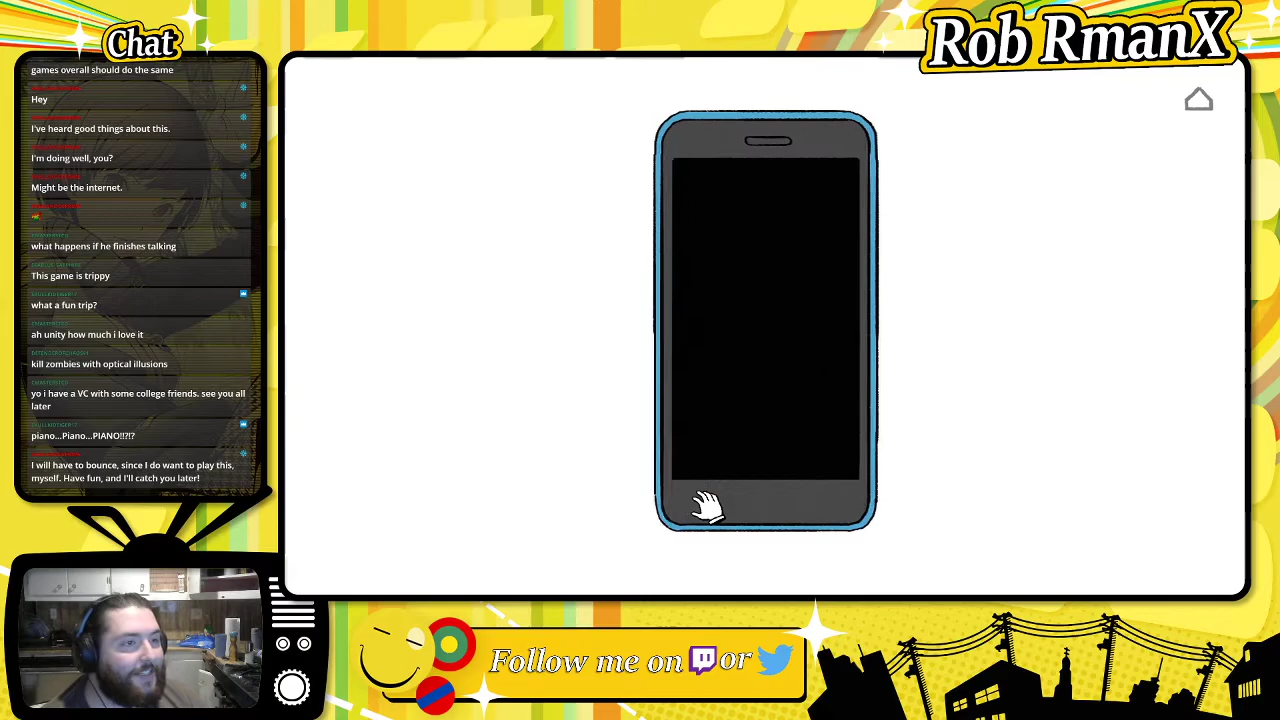 Chat
Rob RmanX
games overall should do the same
Hey
I've heard good things about this.
I'm doing well, you?
Might be the internet.
what happens if he finishes talking
This game is trippy
what a fun trip?
ah unity how much i love it
kill zombies with optical illusions
yo i have a VC with some college friends. see you all
later
piano...Piano...PIANO!!?!?
I will have to bounce, since I do want to play this,
myself. Have fun, and I'll catch you later!
Follow me on or